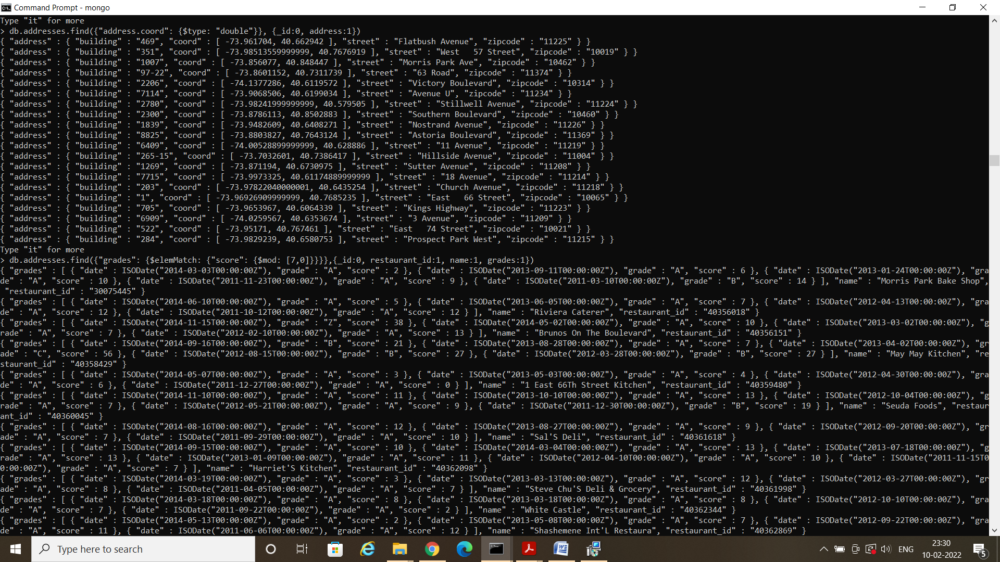 Command Prompt - mongo
Type "it" for more
> db.addresses.find({"address.coord": {$type: "double"}}, {_id:0, address:1})
{ "address" : { "building" : "469", "coord" : [ -73.961704, 40.662942 ], "street" : "Flatbush Avenue", "zipcode" : "11225" } }
{ "address" : { "building" : "351", "coord" : [ -73.98513559999999, 40.7676919 ], "street" : "West   57 Street", "zipcode" : "10019" } }
{ "address" : { "building" : "1007", "coord" : [ -73.856077, 40.848447 ], "street" : "Morris Park Ave", "zipcode" : "10462" } }
{ "address" : { "building" : "97-22", "coord" : [ -73.8601152, 40.7311739 ], "street" : "63 Road", "zipcode" : "11374" } }
{ "address" : { "building" : "2206", "coord" : [ -74.1377286, 40.6119572 ], "street" : "Victory Boulevard", "zipcode" : "10314" } }
{ "address" : { "building" : "7114", "coord" : [ -73.9068506, 40.6199034 ], "street" : "Avenue U", "zipcode" : "11234" } }
{ "address" : { "building" : "2780", "coord" : [ -73.98241999999999, 40.579505 ], "street" : "Stillwell Avenue", "zipcode" : "11224" } }
{ "address" : { "building" : "2300", "coord" : [ -73.8786113, 40.8502883 ], "street" : "Southern Boulevard", "zipcode" : "10460" } }
{ "address" : { "building" : "1839", "coord" : [ -73.9482609, 40.6408271 ], "street" : "Nostrand Avenue", "zipcode" : "11226" } }
{ "address" : { "building" : "8825", "coord" : [ -73.8803827, 40.7643124 ], "street" : "Astoria Boulevard", "zipcode" : "11369" } }
{ "address" : { "building" : "6409", "coord" : [ -74.00528899999999, 40.628886 ], "street" : "11 Avenue", "zipcode" : "11219" } }
{ "address" : { "building" : "265-15", "coord" : [ -73.7032601, 40.7386417 ], "street" : "Hillside Avenue", "zipcode" : "11004" } }
{ "address" : { "building" : "1269", "coord" : [ -73.871194, 40.6730975 ], "street" : "Sutter Avenue", "zipcode" : "11208" } }
{ "address" : { "building" : "7715", "coord" : [ -73.9973325, 40.61174889999999 ], "street" : "18 Avenue", "zipcode" : "11214" } }
{ "address" : { "building" : "203", "coord" : [ -73.97822040000001, 40.6435254 ], "street" : "Church Avenue", "zipcode" : "11218" } }
{ "address" : { "building" : "1", "coord" : [ -73.96926909999999, 40.7685235 ], "street" : "East   66 Street", "zipcode" : "10065" } }
{ "address" : { "building" : "705", "coord" : [ -73.9653967, 40.6064339 ], "street" : "Kings Highway", "zipcode" : "11223" } }
{ "address" : { "building" : "6909", "coord" : [ -74.0259567, 40.6353674 ], "street" : "3 Avenue", "zipcode" : "11209" } }
{ "address" : { "building" : "522", "coord" : [ -73.95171, 40.767461 ], "street" : "East   74 Street", "zipcode" : "10021" } }
{ "address" : { "building" : "284", "coord" : [ -73.9829239, 40.6580753 ], "street" : "Prospect Park West", "zipcode" : "11215" } }
Type "it" for more
> db.addresses.find({"grades": {$elemMatch: {"score": {$mod: [7,0]}}}},{_id:0, restaurant_id:1, name:1, grades:1})
{ "grades" : [ { "date" : ISODate("2014-03-03T00:00:00Z"), "grade" : "A", "score" : 2 }, { "date" : ISODate("2013-09-11T00:00:00Z"), "grade" : "A", "score" : 6 }, { "date" : ISODate("2013-01-24T00:00:00Z"), "gra
de" : "A", "score" : 10 }, { "date" : ISODate("2011-11-23T00:00:00Z"), "grade" : "A", "score" : 9 }, { "date" : ISODate("2011-03-10T00:00:00Z"), "grade" : "B", "score" : 14 } ], "name" : "Morris Park Bake Shop",
 "restaurant_id" : "30075445" }
{ "grades" : [ { "date" : ISODate("2014-06-10T00:00:00Z"), "grade" : "A", "score" : 5 }, { "date" : ISODate("2013-06-05T00:00:00Z"), "grade" : "A", "score" : 7 }, { "date" : ISODate("2012-04-13T00:00:00Z"), "gra
de" : "A", "score" : 12 }, { "date" : ISODate("2011-10-12T00:00:00Z"), "grade" : "A", "score" : 12 } ], "name" : "Riviera Caterer", "restaurant_id" : "40356018" }
{ "grades" : [ { "date" : ISODate("2014-11-15T00:00:00Z"), "grade" : "Z", "score" : 38 }, { "date" : ISODate("2014-05-02T00:00:00Z"), "grade" : "A", "score" : 10 }, { "date" : ISODate("2013-03-02T00:00:00Z"), "g
rade" : "A", "score" : 7 }, { "date" : ISODate("2012-02-10T00:00:00Z"), "grade" : "A", "score" : 13 } ], "name" : "Brunos On The Boulevard", "restaurant_id" : "40356151" }
{ "grades" : [ { "date" : ISODate("2014-09-16T00:00:00Z"), "grade" : "B", "score" : 21 }, { "date" : ISODate("2013-08-28T00:00:00Z"), "grade" : "A", "score" : 7 }, { "date" : ISODate("2013-04-02T00:00:00Z"), "gr
ade" : "C", "score" : 56 }, { "date" : ISODate("2012-08-15T00:00:00Z"), "grade" : "B", "score" : 27 }, { "date" : ISODate("2012-03-28T00:00:00Z"), "grade" : "B", "score" : 27 } ], "name" : "May May Kitchen", "re
staurant_id" : "40358429" }
{ "grades" : [ { "date" : ISODate("2014-05-07T00:00:00Z"), "grade" : "A", "score" : 3 }, { "date" : ISODate("2013-05-03T00:00:00Z"), "grade" : "A", "score" : 4 }, { "date" : ISODate("2012-04-30T00:00:00Z"), "gra
de" : "A", "score" : 6 }, { "date" : ISODate("2011-12-27T00:00:00Z"), "grade" : "A", "score" : 0 } ], "name" : "1 East 66Th Street Kitchen", "restaurant_id" : "40359480" }
{ "grades" : [ { "date" : ISODate("2014-11-10T00:00:00Z"), "grade" : "A", "score" : 11 }, { "date" : ISODate("2013-10-10T00:00:00Z"), "grade" : "A", "score" : 13 }, { "date" : ISODate("2012-10-04T00:00:00Z"), "g
rade" : "A", "score" : 7 }, { "date" : ISODate("2012-05-21T00:00:00Z"), "grade" : "A", "score" : 9 }, { "date" : ISODate("2011-12-30T00:00:00Z"), "grade" : "B", "score" : 19 } ], "name" : "Seuda Foods", "restaur
ant_id" : "40360045" }
{ "grades" : [ { "date" : ISODate("2014-08-16T00:00:00Z"), "grade" : "A", "score" : 12 }, { "date" : ISODate("2013-08-27T00:00:00Z"), "grade" : "A", "score" : 9 }, { "date" : ISODate("2012-09-20T00:00:00Z"), "gr
ade" : "A", "score" : 7 }, { "date" : ISODate("2011-09-29T00:00:00Z"), "grade" : "A", "score" : 10 } ], "name" : "Sal'S Deli", "restaurant_id" : "40361618" }
{ "grades" : [ { "date" : ISODate("2014-09-15T00:00:00Z"), "grade" : "A", "score" : 10 }, { "date" : ISODate("2014-03-04T00:00:00Z"), "grade" : "A", "score" : 13 }, { "date" : ISODate("2013-07-18T00:00:00Z"), "g
rade" : "A", "score" : 13 }, { "date" : ISODate("2013-01-09T00:00:00Z"), "grade" : "A", "score" : 11 }, { "date" : ISODate("2012-04-10T00:00:00Z"), "grade" : "A", "score" : 10 }, { "date" : ISODate("2011-11-15T0
0:00:00Z"), "grade" : "A", "score" : 7 } ], "name" : "Harriet'S Kitchen", "restaurant_id" : "40362098" }
{ "grades" : [ { "date" : ISODate("2014-03-19T00:00:00Z"), "grade" : "A", "score" : 3 }, { "date" : ISODate("2013-03-13T00:00:00Z"), "grade" : "A", "score" : 12 }, { "date" : ISODate("2012-03-27T00:00:00Z"), "gr
ade" : "A", "score" : 8 }, { "date" : ISODate("2011-04-05T00:00:00Z"), "grade" : "A", "score" : 7 } ], "name" : "Steve Chu'S Deli & Grocery", "restaurant_id" : "40361998" }
{ "grades" : [ { "date" : ISODate("2014-03-18T00:00:00Z"), "grade" : "A", "score" : 8 }, { "date" : ISODate("2013-03-18T00:00:00Z"), "grade" : "A", "score" : 8 }, { "date" : ISODate("2012-10-10T00:00:00Z"), "gra
de" : "A", "score" : 7 }, { "date" : ISODate("2011-09-22T00:00:00Z"), "grade" : "A", "score" : 2 } ], "name" : "White Castle", "restaurant_id" : "40362344" }
{ "grades" : [ { "date" : ISODate("2014-05-13T00:00:00Z"), "grade" : "A", "score" : 2 }, { "date" : ISODate("2013-05-08T00:00:00Z"), "grade" : "A", "score" : 7 }, { "date" : ISODate("2012-09-22T00:00:00Z"), "gra
de" : "A", "score" : 11 }, { "date" : ISODate("2011-06-06T00:00:00Z"), "grade" : "A", "score" : 12 } ], "name" : "Shashemene Int'L Restaura", "restaurant_id" : "40362869" }
Type here to search
ENG
23:30
10-02-2022
5